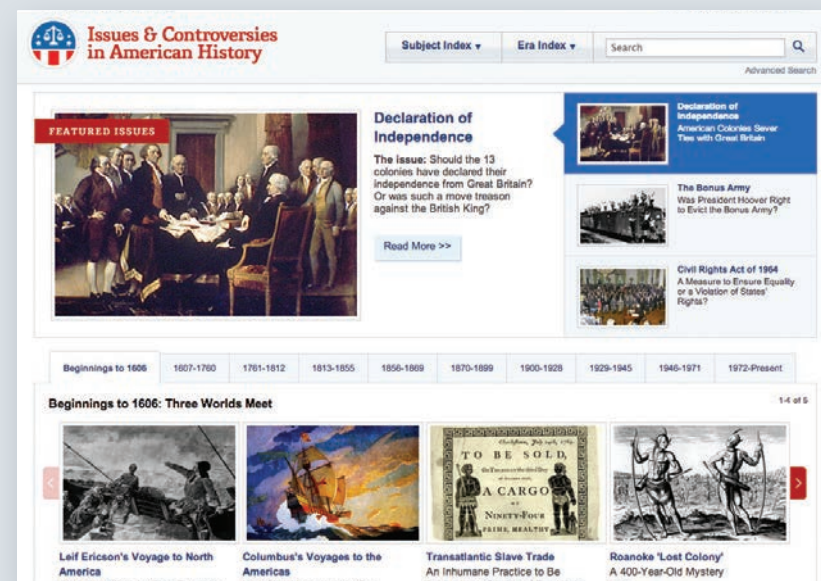 Issues & Controversies
in American History
Subject Index ▾
Era Index ▾
Search
Advanced Search
FEATURED ISSUES
Declaration of
Independence
The issue: Should the 13
colonies have declared their
independence from Great Britain?
Or was such a move treason
against the British King?
Read More >>
Declaration of
Independence
American Colonies Sever
Ties with Great Britain
The Bonus Army
Was President Hoover Right
to Evict the Bonus Army?
Civil Rights Act of 1964
A Measure to Ensure Equality
or a Violation of States'
Rights?
Beginnings to 1606
1607-1760
1761-1812
1813-1855
1856-1869
1870-1899
1900-1928
1929-1945
1946-1971
1972-Present
Beginnings to 1606: Three Worlds Meet
1-4 of 5
Charlestown, July 24th, 1769.
TO BE SOLD,
A CARGO
OF
NINETY-FOUR
PRIME, HEALTHY
Leif Ericson's Voyage to North
America
Columbus's Voyages to the
Americas
Transatlantic Slave Trade
An Inhumane Practice to Be
Roanoke 'Lost Colony'
A 400-Year-Old Mystery